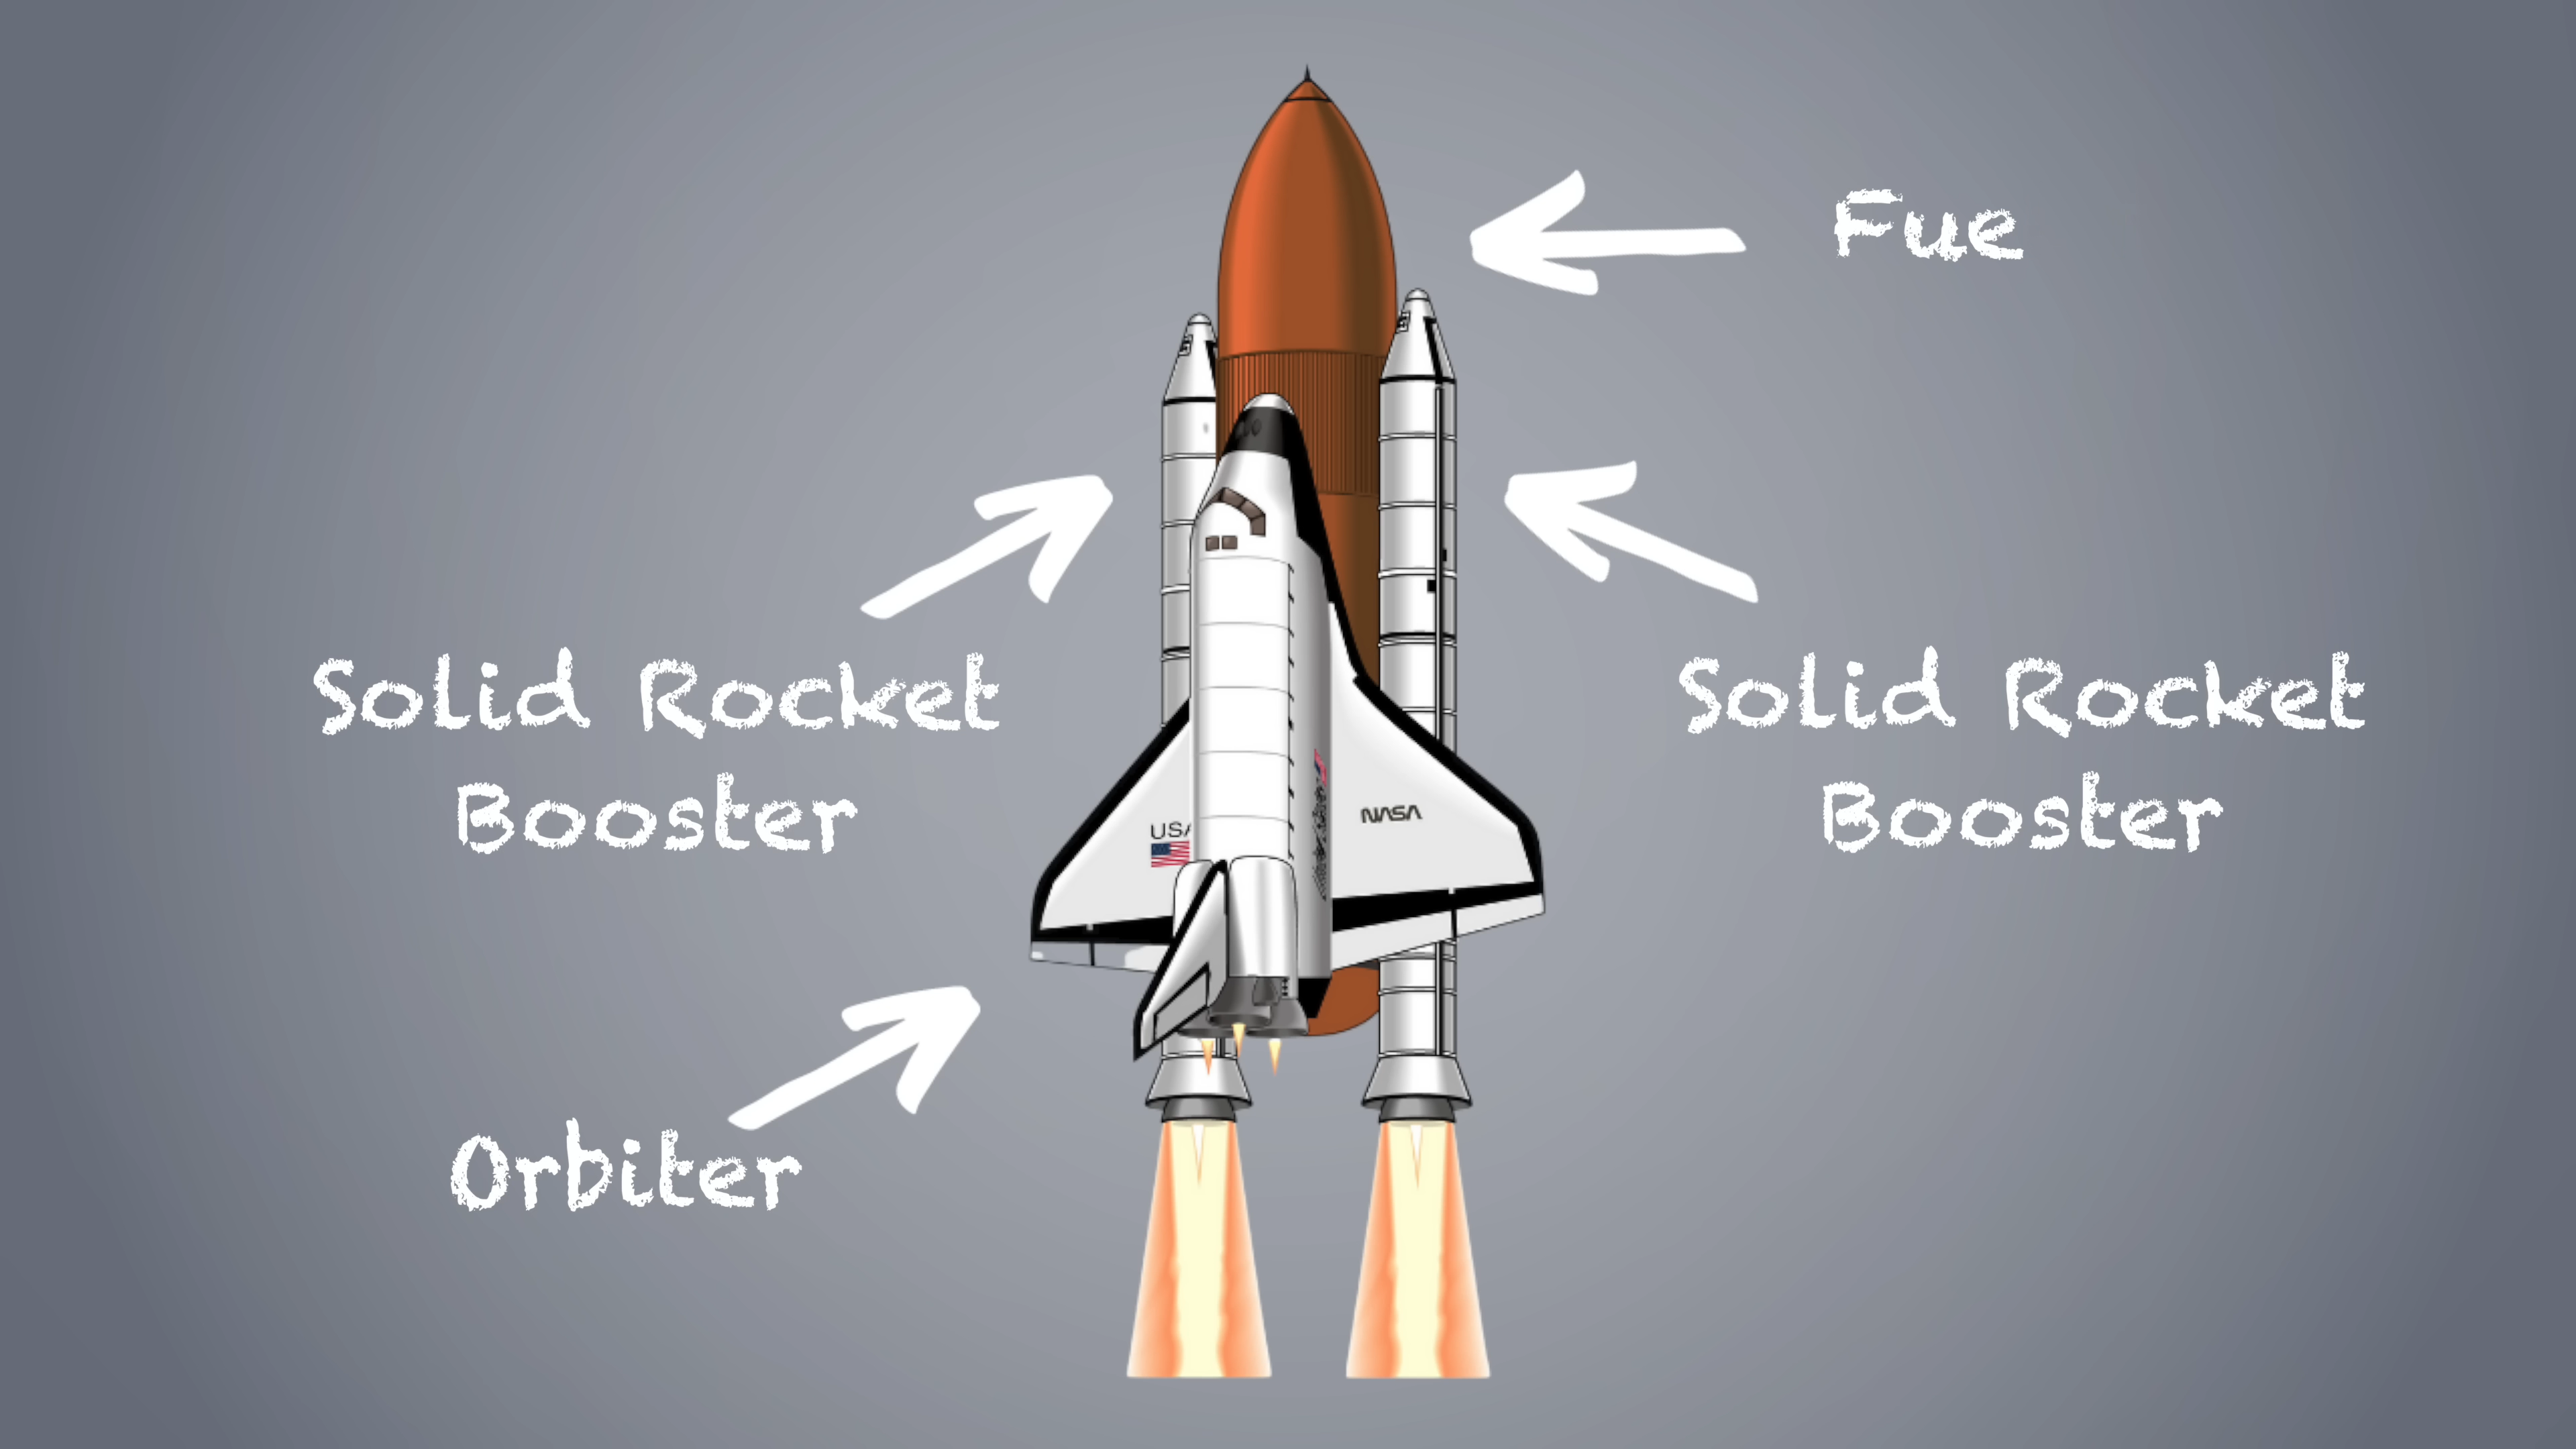 Fue
Solid Rocket
Booster
Solid Rocket
Booster
USA
NASA
Orbiter